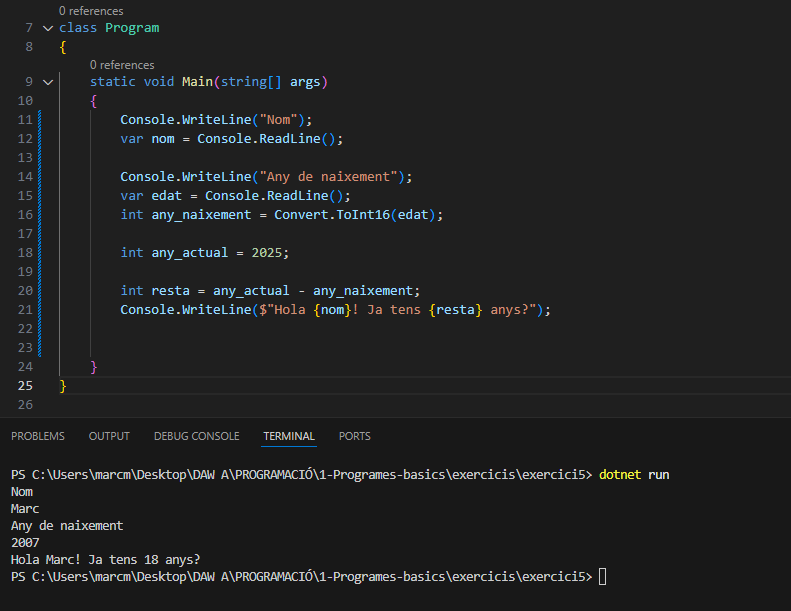 0 references
7 class Program
8 {
0 references
9 static void Main(string[] args)
10 {
11 Console.WriteLine("Nom");
12 var nom = Console.ReadLine();
13
14 Console.WriteLine("Any de naixement");
15 var edat = Console.ReadLine();
16 int any_naixement = Convert.ToInt16(edat);
17
18 int any_actual = 2025;
19
20 int resta = any_actual - any_naixement;
21 Console.WriteLine($"Hola {nom}! Ja tens {resta} anys?");
22
23
24 }
25 }
26
PROBLEMS OUTPUT DEBUG CONSOLE TERMINAL PORTS
PS C:\Users\marcm\Desktop\DAW A\PROGRAMACIÓ\1-Programes-basics\exercicis\exercici5> dotnet run
Nom
Marc
Any de naixement
2007
Hola Marc! Ja tens 18 anys?
PS C:\Users\marcm\Desktop\DAW A\PROGRAMACIÓ\1-Programes-basics\exercicis\exercici5>